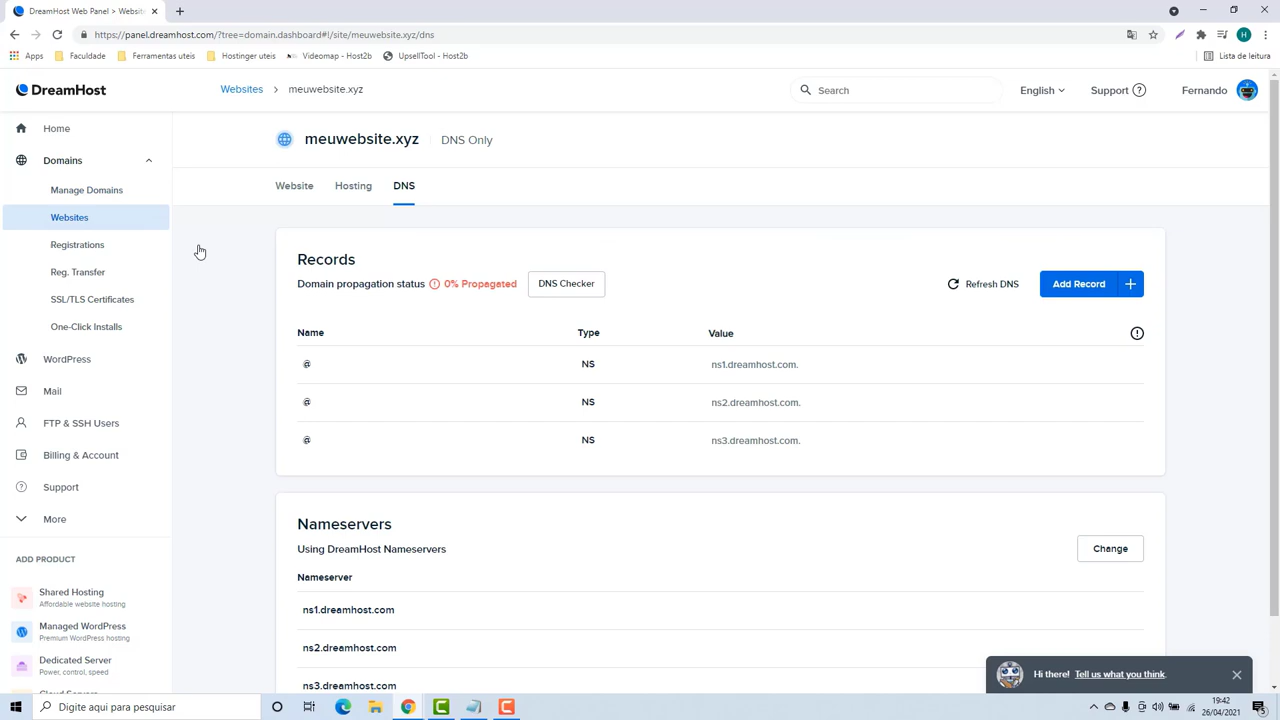 DreamHost Web Panel > Website
https://panel.dreamhost.com/?tree=domain.dashboard#!/site/meuwebsite.xyz/dns
Apps Faculdade Ferramentas uteis Hostinger uteis Videomap - Host2b UpsellTool - Host2b Lista de leitura
DreamHost Websites > meuwebsite.xyz Search English Support Fernando
Home
Domains
Manage Domains
Websites
Registrations
Reg. Transfer
SSL/TLS Certificates
One-Click Installs
WordPress
Mail
FTP & SSH Users
Billing & Account
Support
More
ADD PRODUCT
Shared Hosting
Affordable website hosting
Managed WordPress
Premium WordPress hosting
Dedicated Server
Power, control, speed
meuwebsite.xyz DNS Only
Website Hosting DNS
Records
Domain propagation status 0% Propagated DNS Checker Refresh DNS Add Record +
Name Type Value
@ NS ns1.dreamhost.com.
@ NS ns2.dreamhost.com.
@ NS ns3.dreamhost.com.
Nameservers
Using DreamHost Nameservers
Change
Nameserver
ns1.dreamhost.com
ns2.dreamhost.com
ns3.dreamhost.com
Hi there! Tell us what you think.
Digite aqui para pesquisar
19:42
26/04/2021